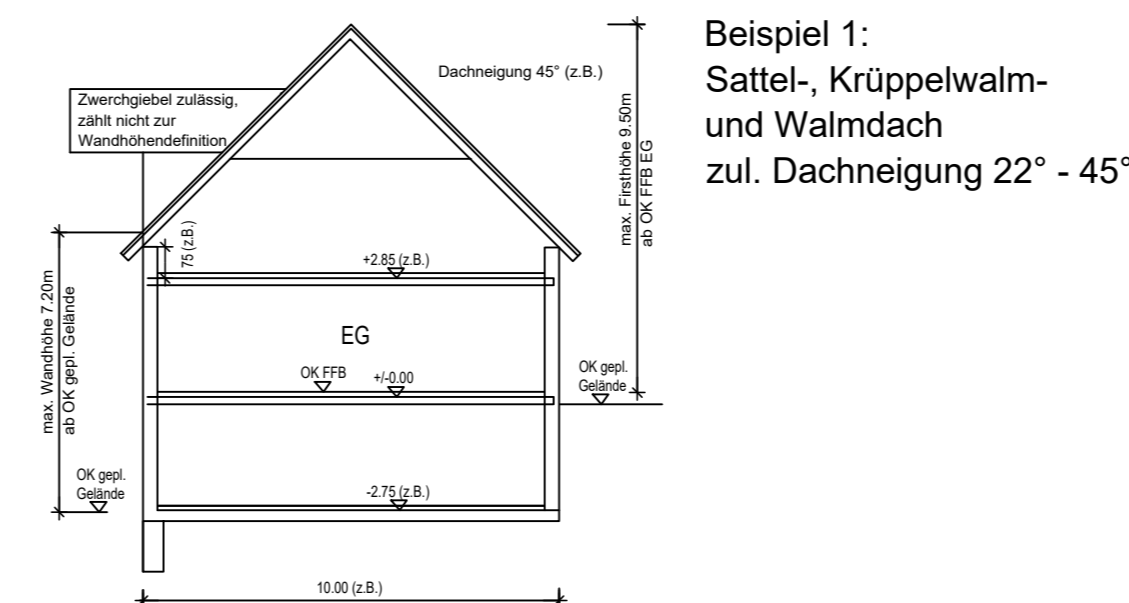 Beispiel 1:
Sattel-, Krüppelwalm-
und Walmdach
zul. Dachneigung 22° - 45°
Dachneigung 45° (z.B.)
Zwerchgiebel zulässig,
zählt nicht zur
Wandhöhendefinition
max. Firsthöhe 9.50m
ab OK FFB EG
75 (z.B.)
+2.85 (z.B.)
max. Wandhöhe 7.20m
ab OK gepl. Gelände
EG
OK FFB
+/-0.00
OK gepl.
Gelände
OK gepl.
Gelände
-2.75 (z.B.)
10.00 (z.B.)